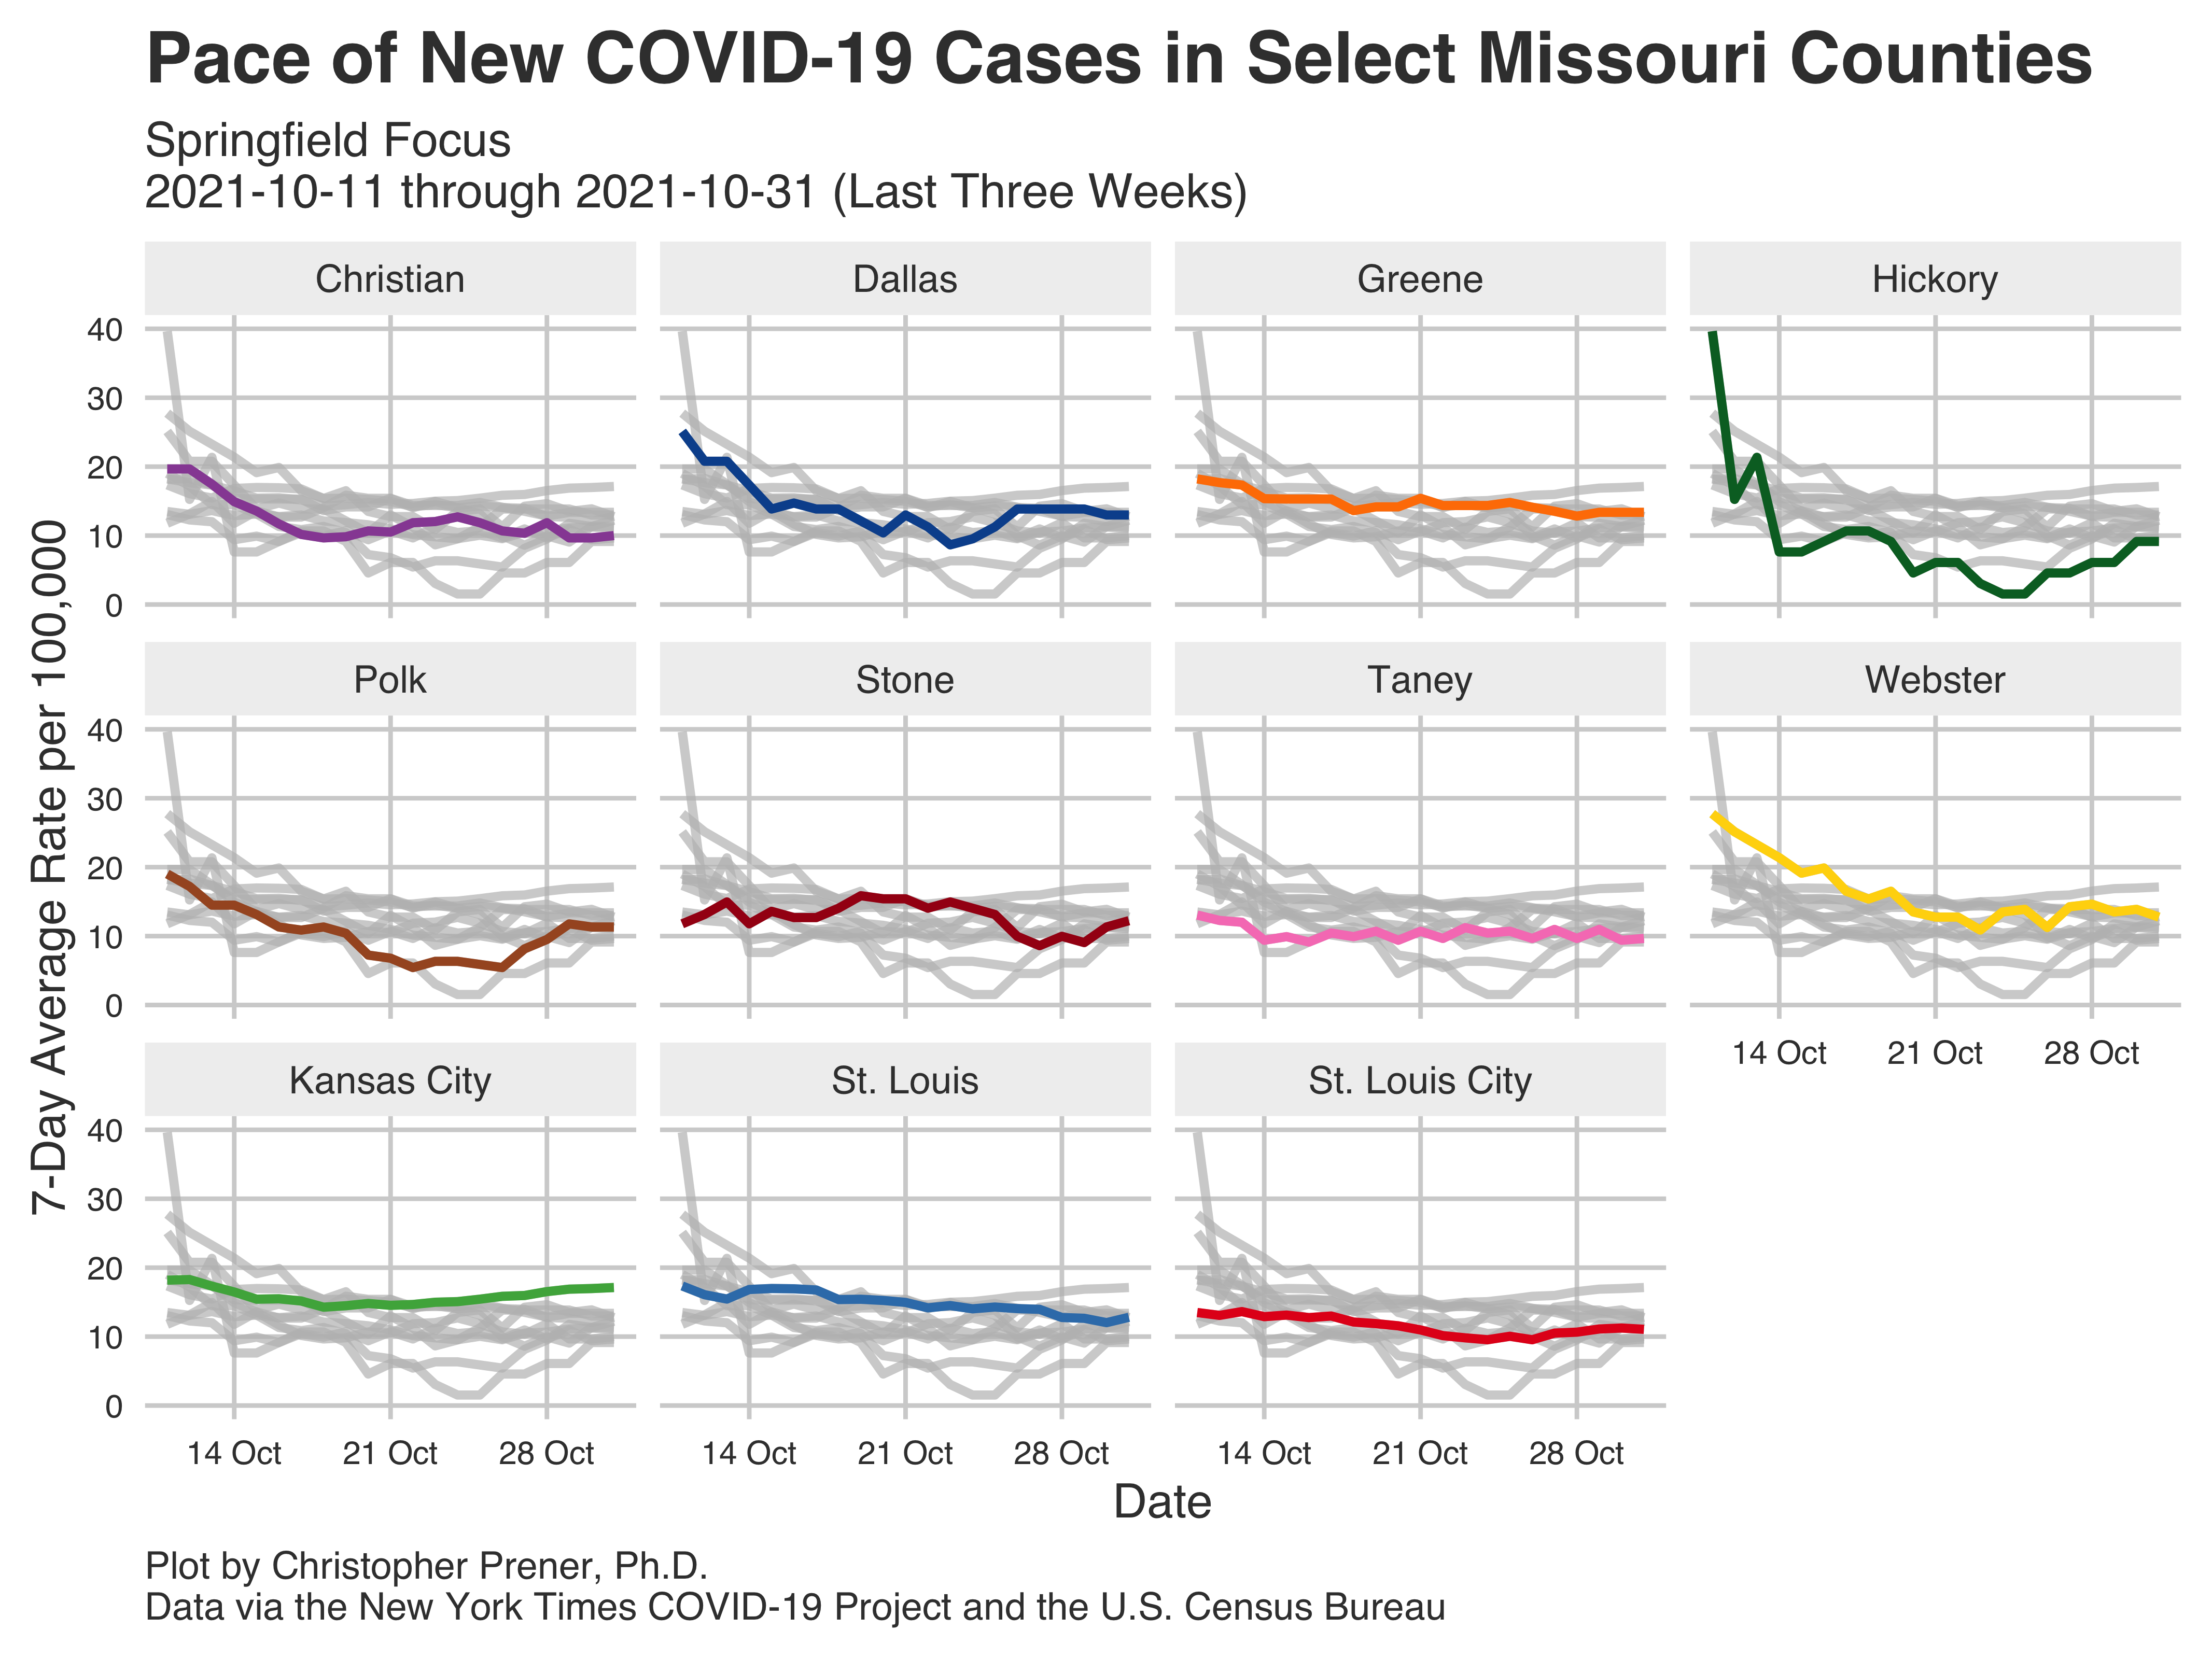 Pace of New COVID-19 Cases in Select Missouri Counties
Springfield Focus
2021-10-11 through 2021-10-31 (Last Three Weeks)
7-Day Average Rate per 100,000
Christian
Dallas
Greene
Hickory
40
30
20
10
0
Polk
Stone
Taney
Webster
40
30
20
10
0
14 Oct
21 Oct
28 Oct
Kansas City
St. Louis
St. Louis City
40
30
20
10
0
14 Oct
21 Oct
28 Oct
14 Oct
21 Oct
28 Oct
14 Oct
21 Oct
28 Oct
Date
Plot by Christopher Prener, Ph.D.
Data via the New York Times COVID-19 Project and the U.S. Census Bureau